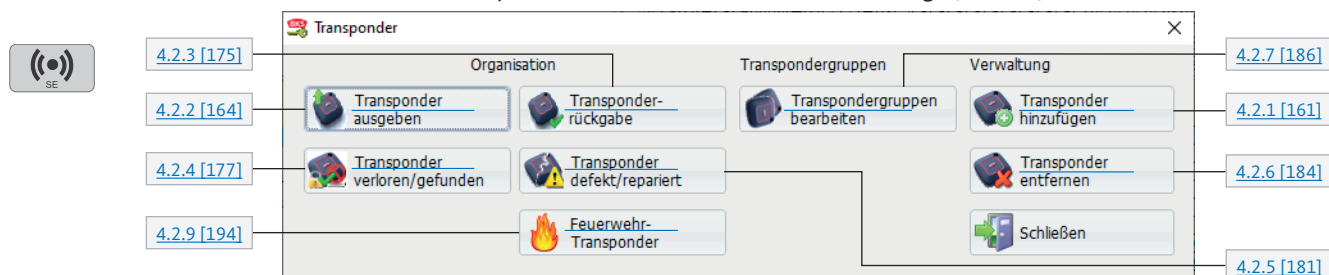 BKS Transponder
4.2.3 [175]
4.2.7 [186]
Organisation Transpondergruppen Verwaltung
SE
4.2.2 [164]
Transponder
ausgeben
Transponder-
rückgabe
Transpondergruppen
bearbeiten
Transponder
hinzufügen
4.2.1 [161]
4.2.4 [177]
Transponder
verloren/gefunden
Transponder
defekt/repariert
Transponder
entfernen
4.2.6 [184]
4.2.9 [194]
Feuerwehr-
Transponder
Schließen
4.2.5 [181]